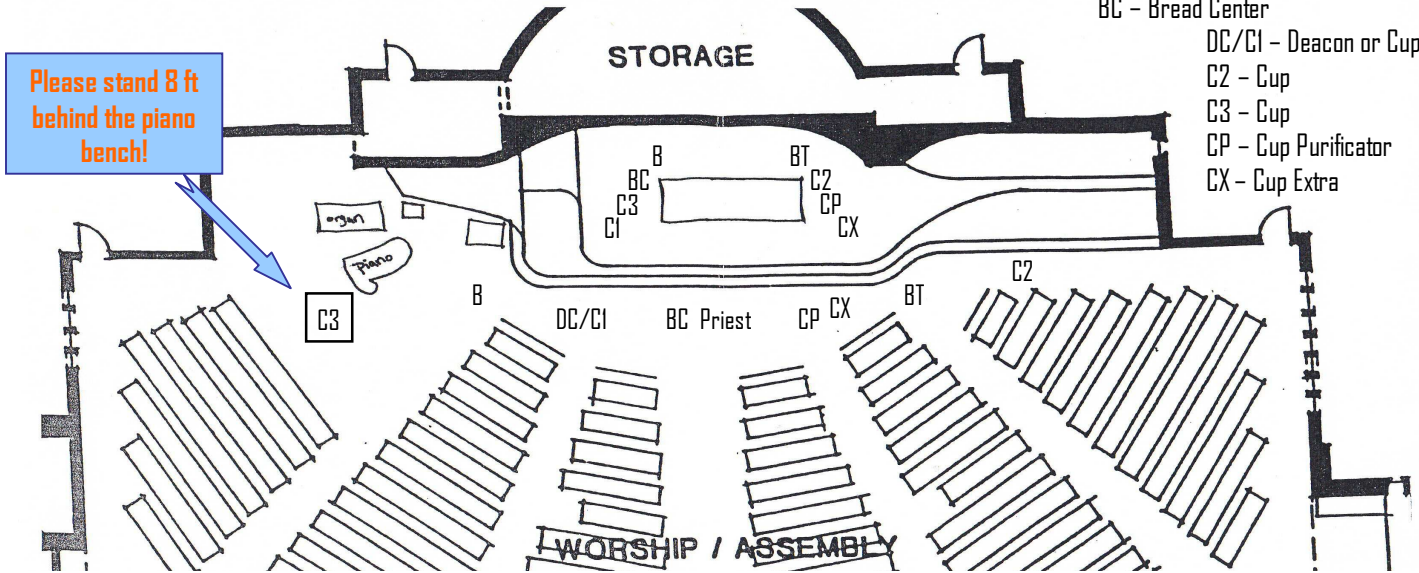 BC – Bread Center
DC/C1 – Deacon or Cup
C2 – Cup
C3 – Cup
CP – Cup Purificator
CX – Cup Extra
Please stand 8 ft
behind the piano
bench!
STORAGE
B BT
BC C2
C3 CP
C1 CX
organ
piano
C2
B BT
C3 DC/C1 BC Priest CP CX
WORSHIP / ASSEMBLY